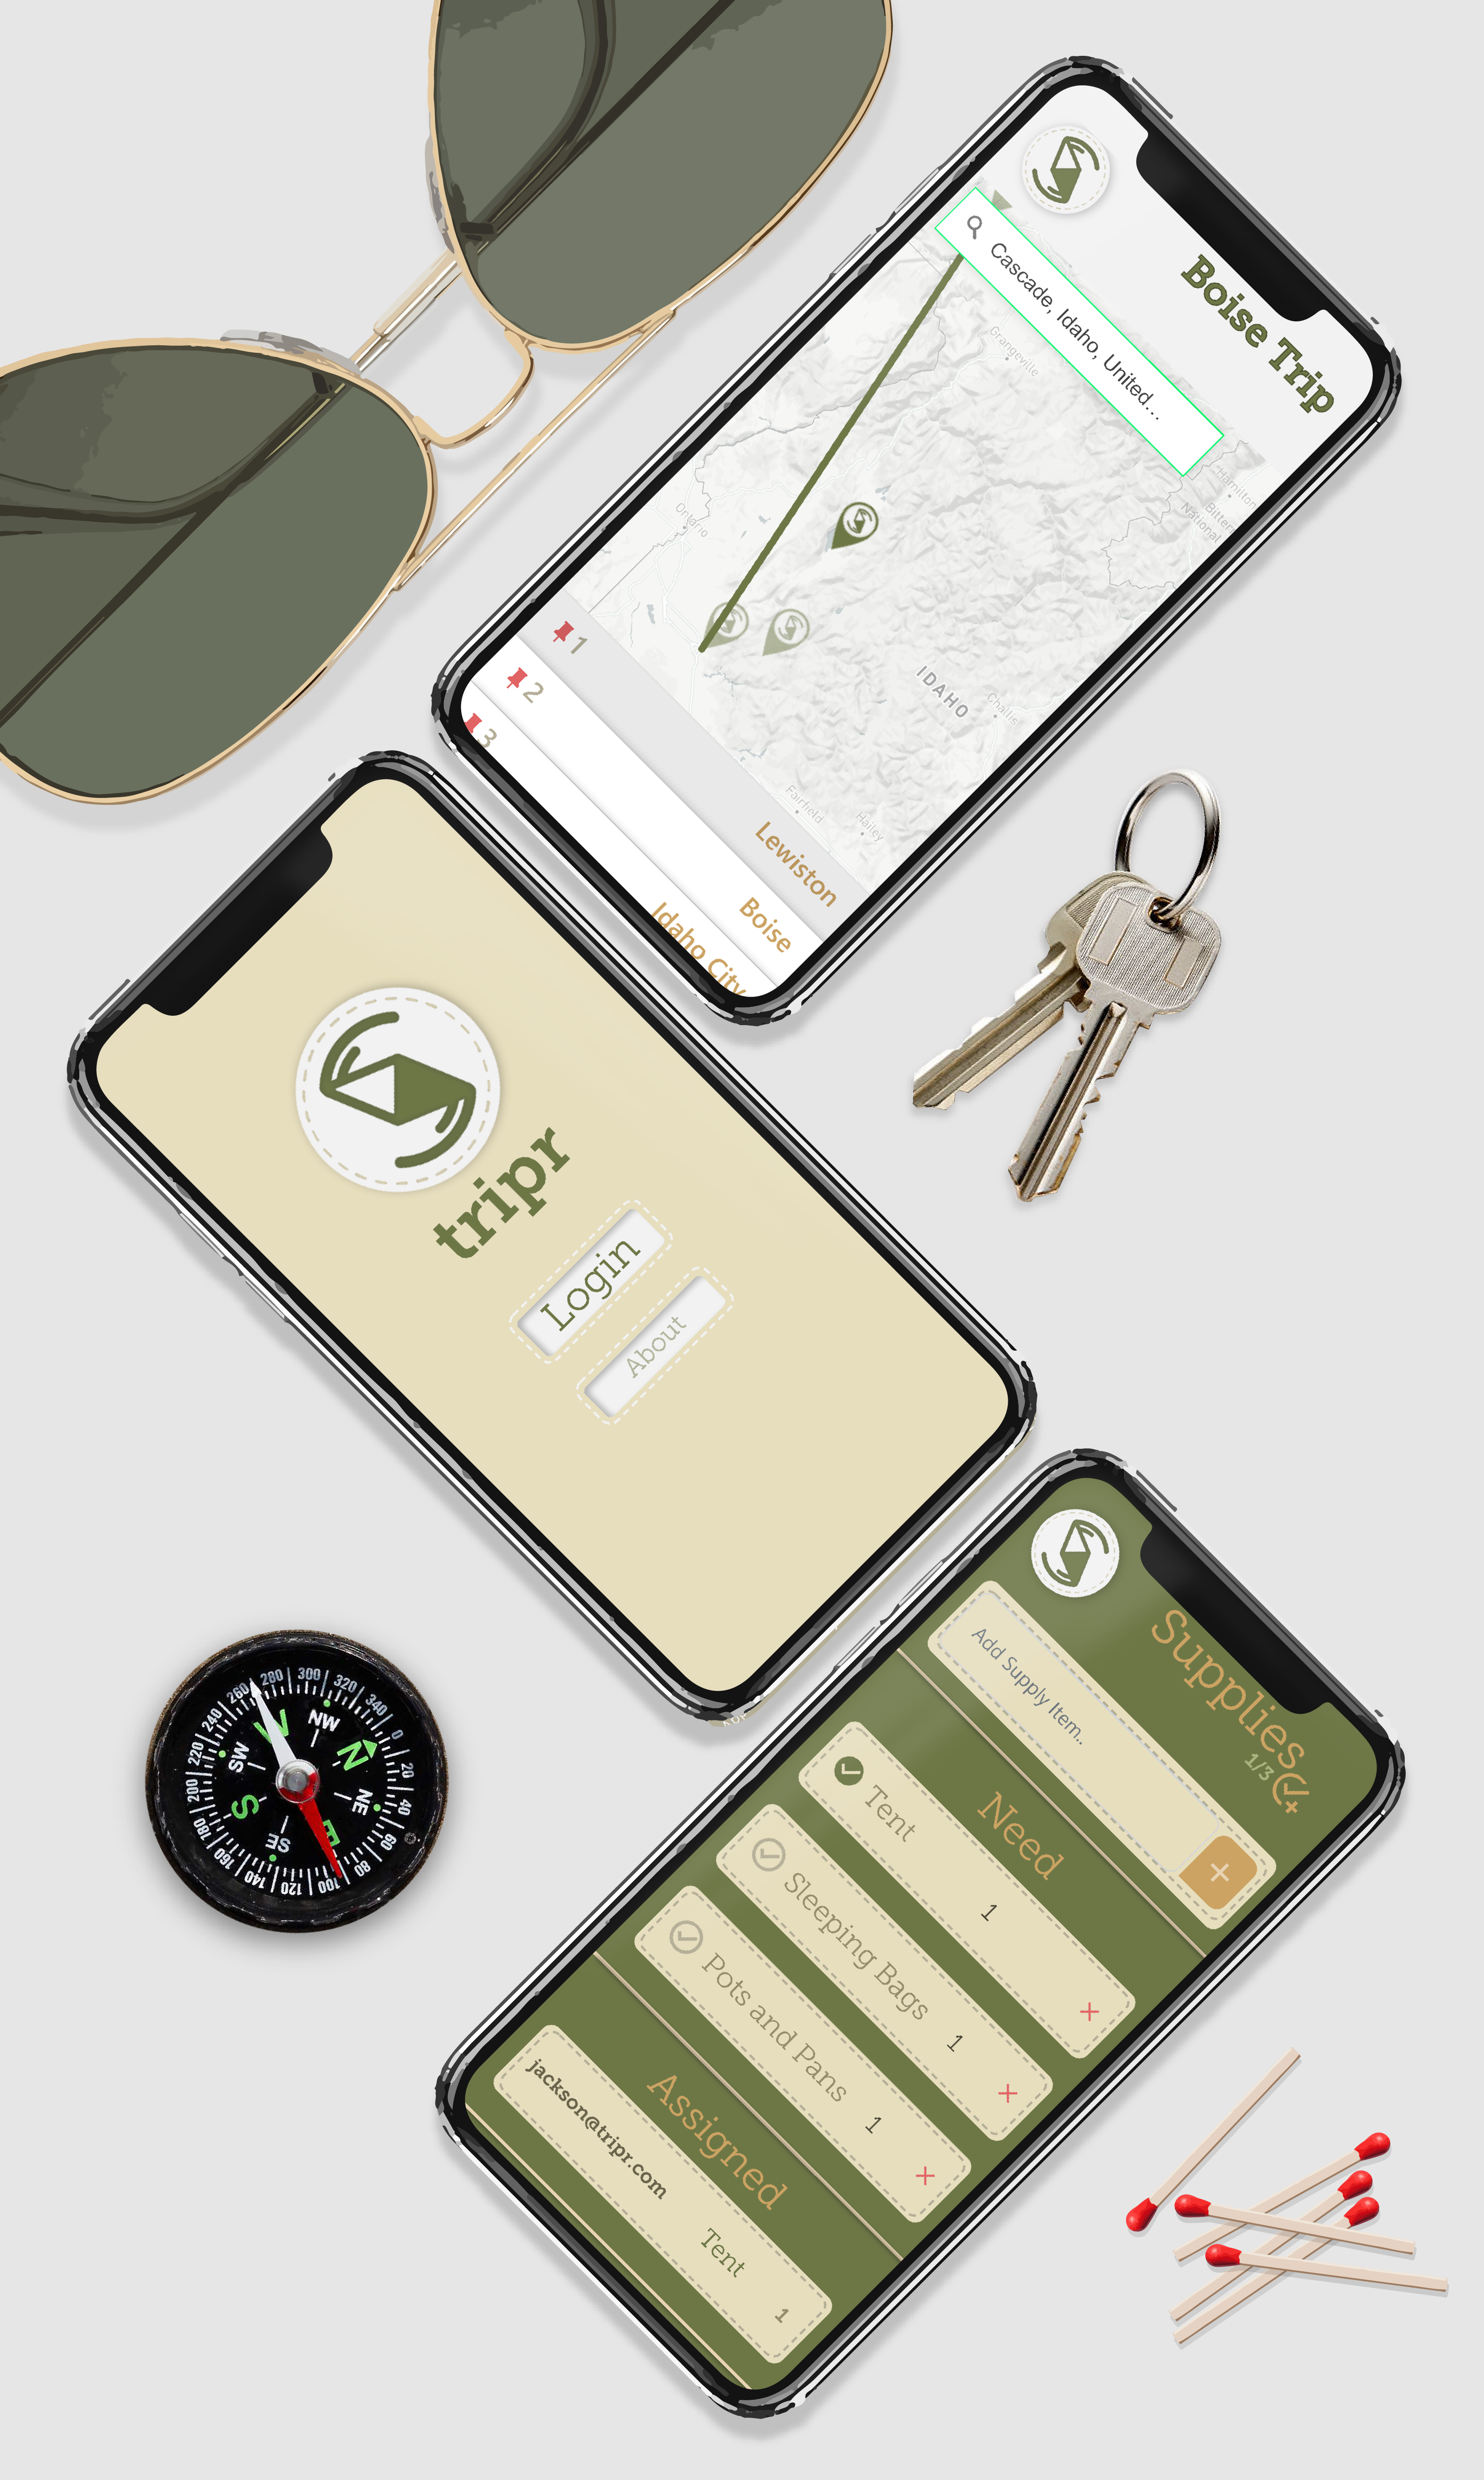 Boise Trip
Cascade, Idaho, United...
Grangeville
Hamilton
National
Ontario
IDAHO
Challis
Fairfield
Hailey
1
Lewiston
2
Boise
3
Idaho City
tripr
Login
About
Supplies
1/3
Add Supply Item..
+
Need
Tent 1
Sleeping Bags 1
Pots and Pans 1
Assigned
jackson@tripr.com Tent 1
0 20 40 60 80 100 120 140 160 180 200 220 240 260 280 300 320 340
N NE E SE S SW W NW